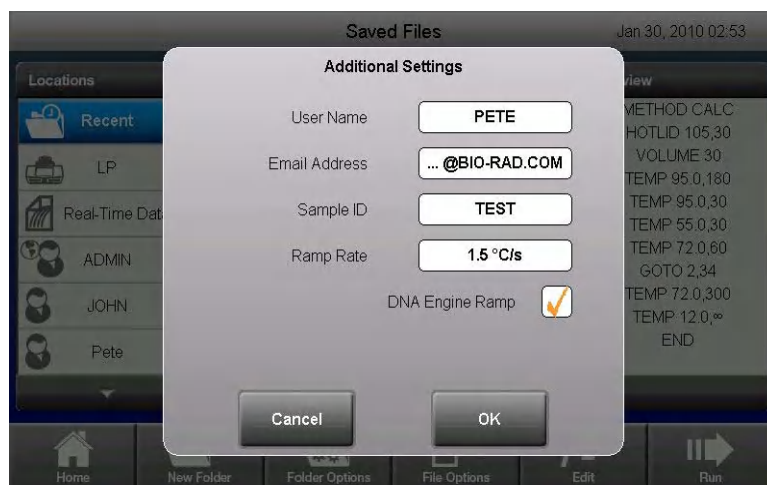 Saved Files
Jan 30, 2010 02:53
Locations
Recent
LP
Real-Time Dat
ADMIN
JOHN
Pete
Additional Settings
User Name
PETE
Email Address
... @BIO-RAD.COM
Sample ID
TEST
Ramp Rate
1.5 °C/s
DNA Engine Ramp
Cancel
OK
view
METHOD CALC
HOTLID 105,30
VOLUME 30
TEMP 95.0,180
TEMP 95.0,30
TEMP 55.0,30
TEMP 72.0,60
GOTO 2,34
TEMP 72.0,300
TEMP 12.0,∞
END
Home
New Folder
Folder Options
File Options
Edit
Run